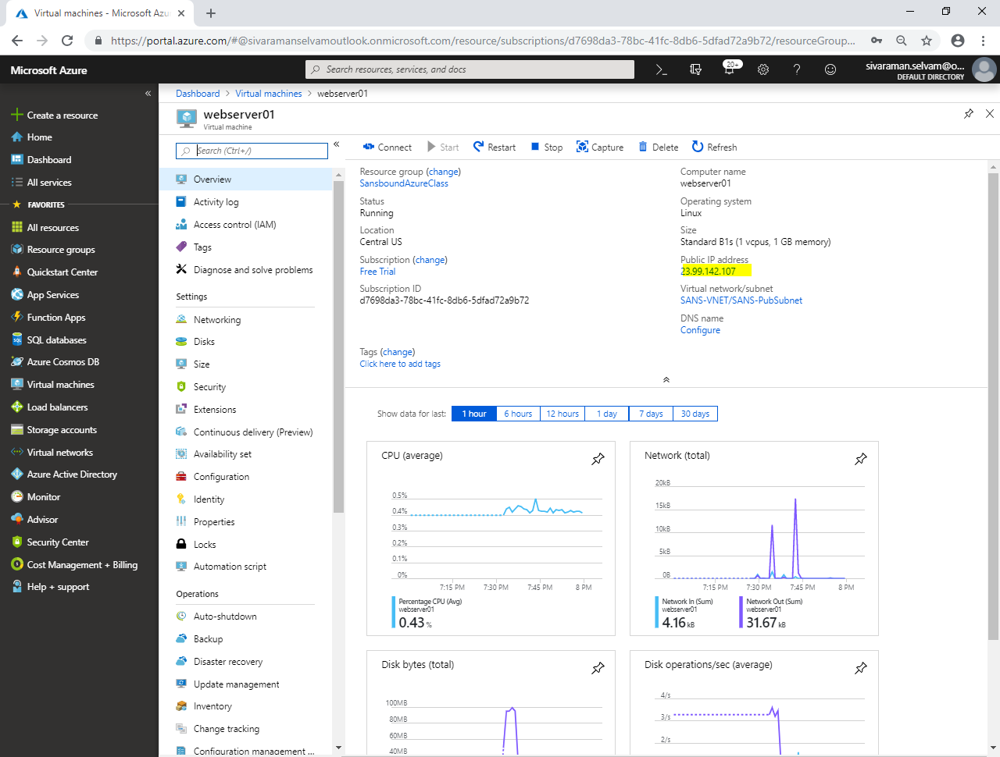 Virtual machines - Microsoft Azu
https://portal.azure.com/#@sivaramanselvamoutlook.onmicrosoft.com/resource/subscriptions/d7698da3-78bc-41fc-8db6-5dfad72a9b72/resourceGroup...
Microsoft Azure
Search resources, services, and docs
20+
sivaraman.selvam@o...
DEFAULT DIRECTORY
Create a resource
Home
Dashboard
All services
FAVORITES
All resources
Resource groups
Quickstart Center
App Services
Function Apps
SQL databases
Azure Cosmos DB
Virtual machines
Load balancers
Storage accounts
Virtual networks
Azure Active Directory
Monitor
Advisor
Security Center
Cost Management + Billing
Help + support
Dashboard > Virtual machines > webserver01
webserver01
Virtual machine
Search (Ctrl+/)
Overview
Activity log
Access control (IAM)
Tags
Diagnose and solve problems
Settings
Networking
Disks
Size
Security
Extensions
Continuous delivery (Preview)
Availability set
Configuration
Identity
Properties
Locks
Automation script
Operations
Auto-shutdown
Backup
Disaster recovery
Update management
Inventory
Change tracking
Configuration management ...
Connect Start Restart Stop Capture Delete Refresh
Resource group (change)
SansboundAzureClass
Status
Running
Location
Central US
Subscription (change)
Free Trial
Subscription ID
d7698da3-78bc-41fc-8db6-5dfad72a9b72
Computer name
webserver01
Operating system
Linux
Size
Standard B1s (1 vcpus, 1 GB memory)
Public IP address
23.99.142.107
Virtual network/subnet
SANS-VNET/SANS-PubSubnet
DNS name
Configure
Tags (change)
Click here to add tags
Show data for last: 1 hour 6 hours 12 hours 1 day 7 days 30 days
CPU (average)
0.5%
0.4%
0.3%
0.2%
0.1%
0%
7:15 PM 7:30 PM 7:45 PM 8 PM
Percentage CPU (Avg)
webserver01
0.43 %
Network (total)
20kB
15kB
10kB
5kB
0B
7:15 PM 7:30 PM 7:45 PM 8 PM
Network In (Sum)
webserver01
4.16 kB
Network Out (Sum)
webserver01
31.67 kB
Disk bytes (total)
100MB
80MB
60MB
40MB
Disk operations/sec (average)
4/s
3/s
2/s